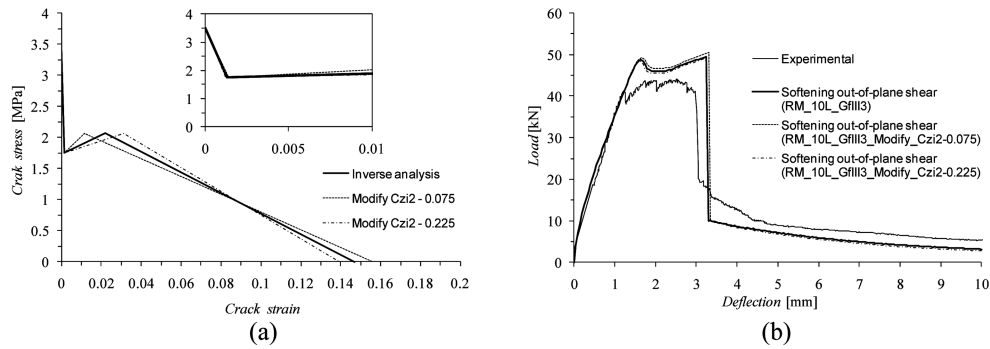 4
3.5
3
2.5
2
1.5
1
0.5
0
Crak stress [MPa]
4
3
2
1
0
0
0.005
0.01
Inverse analysis
Modify Czi2 - 0.075
Modify Czi2 - 0.225
0 0.02 0.04 0.06 0.08 0.1 0.12 0.14 0.16 0.18 0.2
Crack strain
(a)
60
50
40
30
20
10
0
Load [kN]
Experimental
Softening out-of-plane shear
(RM_10L_GfIII3)
Softening out-of-plane shear
(RM_10L_GfIII3_Modify_Czi2-0.075)
Softening out-of-plane shear
(RM_10L_GfIII3_Modify_Czi2-0.225)
0 1 2 3 4 5 6 7 8 9 10
Deflection [mm]
(b)